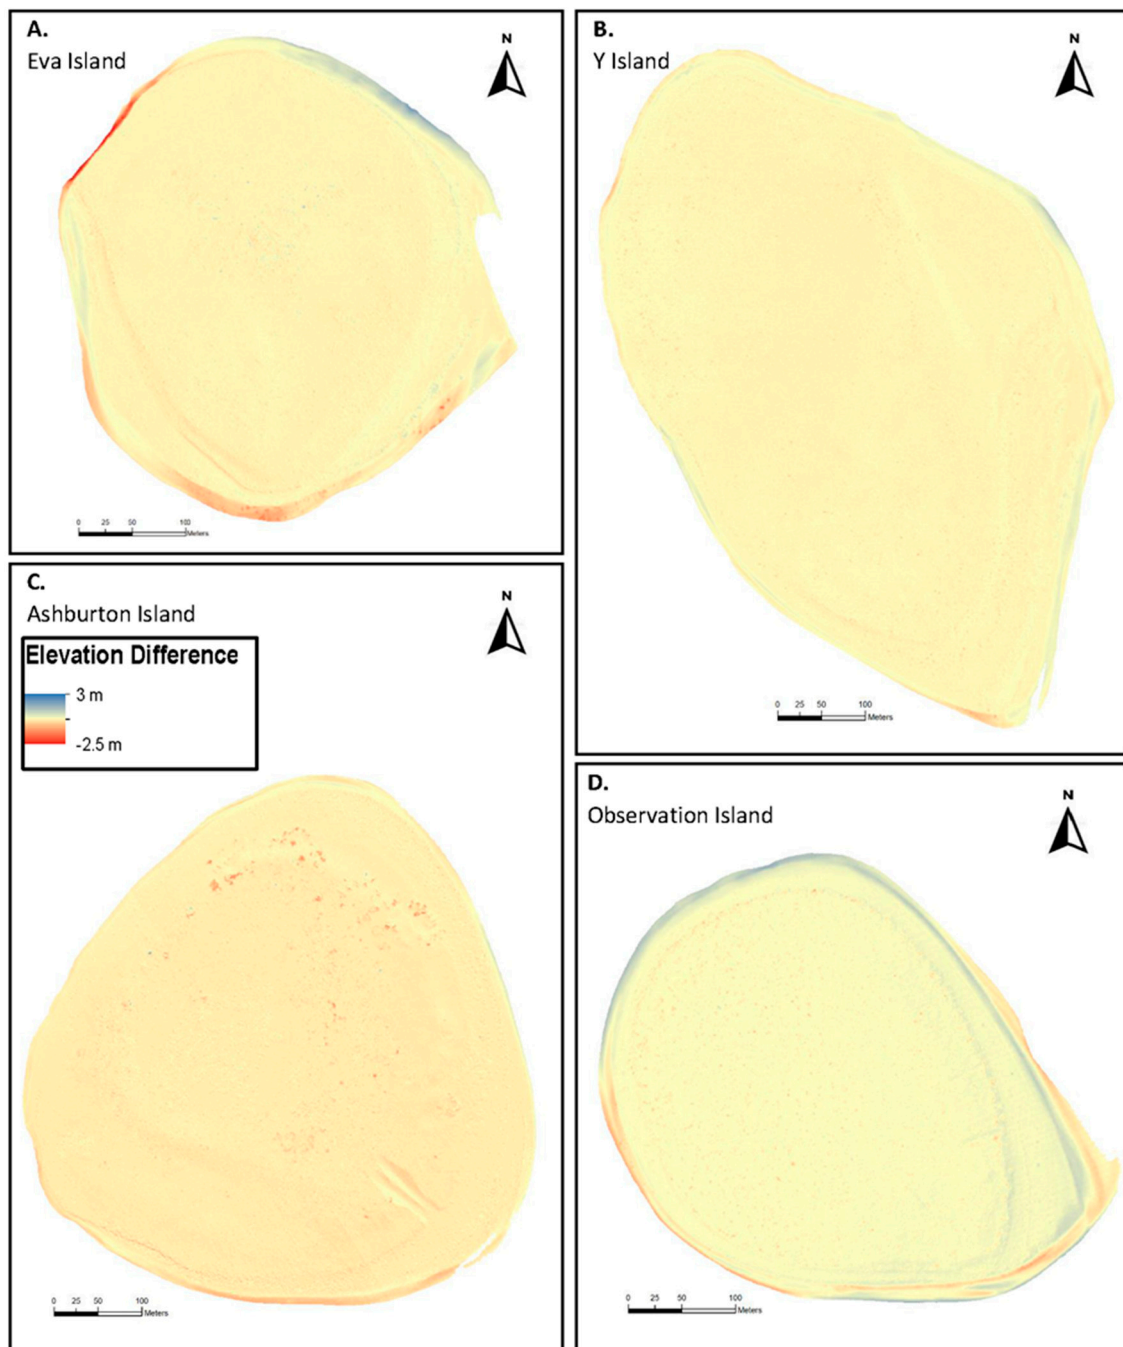 A.
Eva Island
N
0 25 50 100
Meters
B.
Y Island
N
0 25 50 100
Meters
C.
Ashburton Island
N
Elevation Difference
3 m
-2.5 m
0 25 50 100
Meters
D.
Observation Island
N
0 25 50 100
Meters